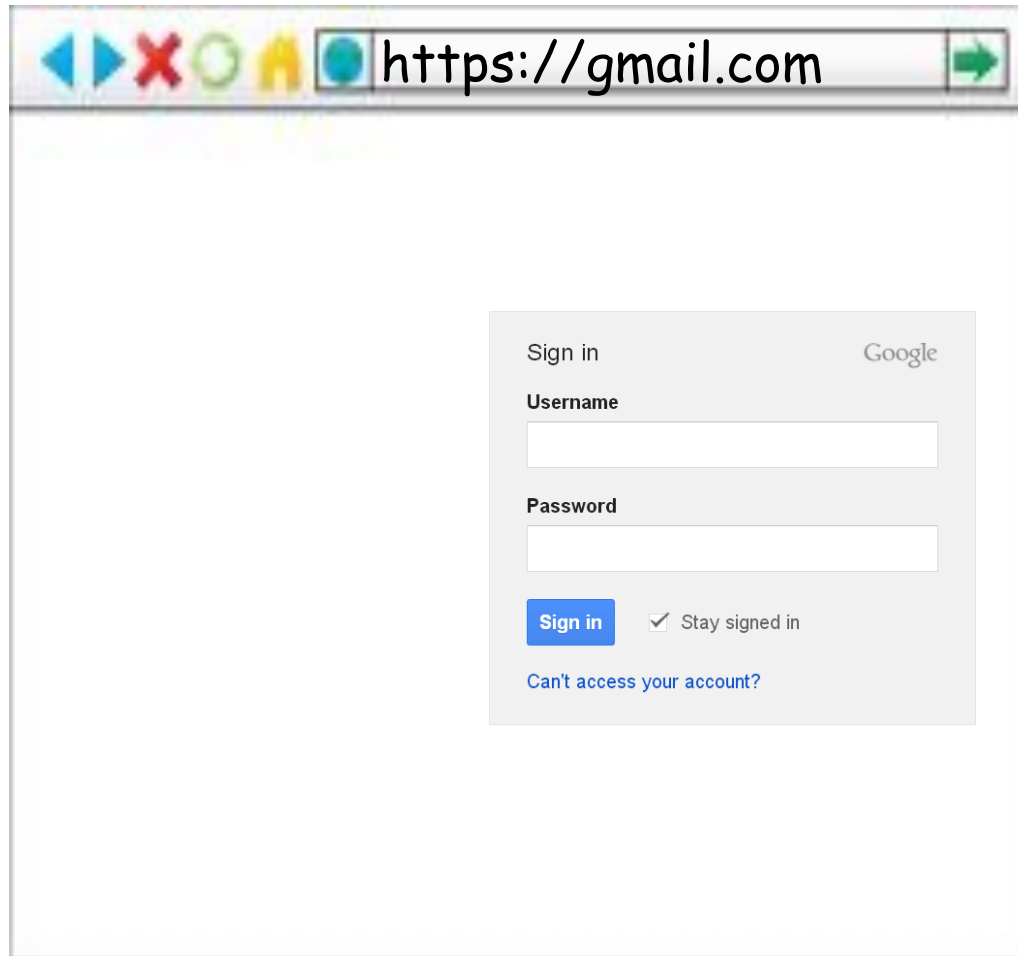 https://gmail.com
Sign in Google
Username
Password
Sign in Stay signed in
Can't access your account?